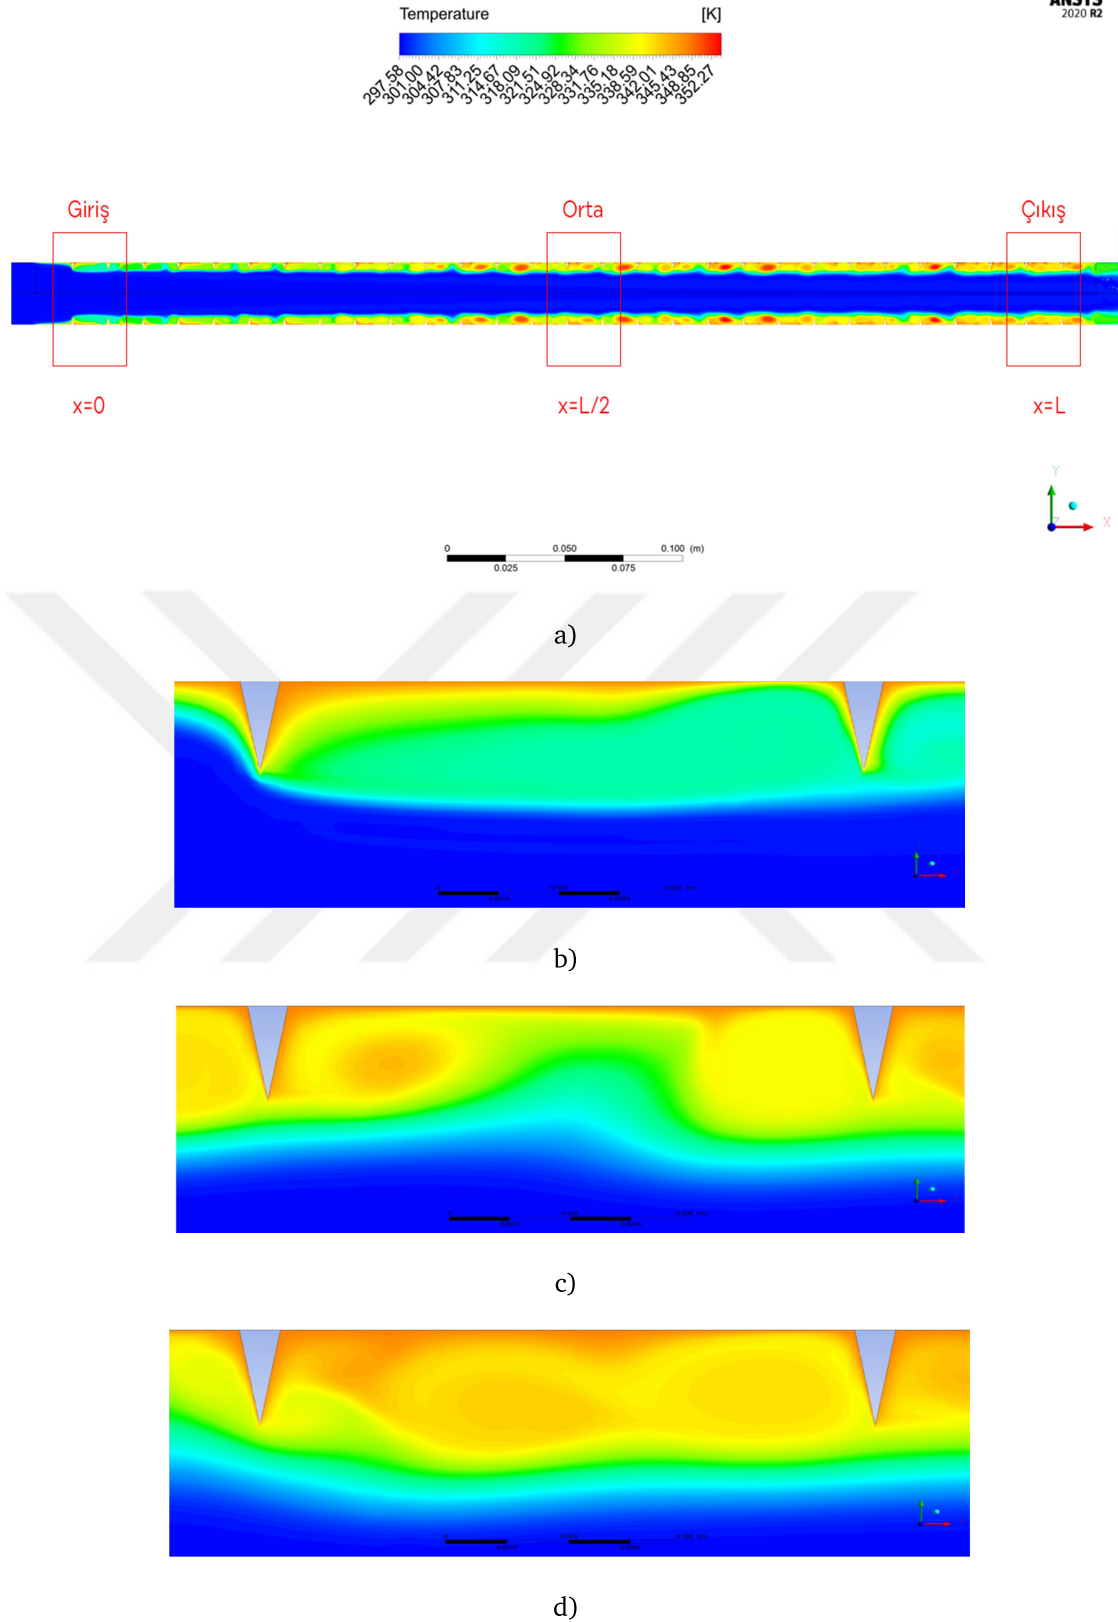 ANSYS
2020 R2
Temperature [K]
297.58 301.00 304.42 307.83 311.25 314.67 318.09 321.51 324.92 328.34 331.76 335.18 338.59 342.01 345.43 348.85 352.27
Giriş Orta Çıkış
x=0 x=L/2 x=L
Y
Z X
0 0.050 0.100 (m)
0.025 0.075
a)
b)
c)
d)